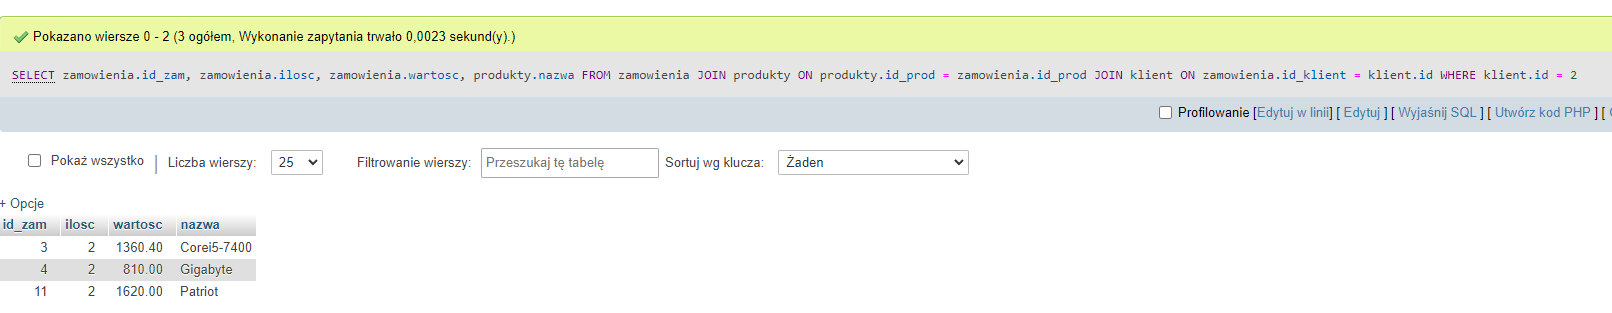 Pokazano wiersze 0 - 2 (3 ogółem, Wykonanie zapytania trwało 0,0023 sekund(y).)
SELECT zamowienia.id_zam, zamowienia.ilosc, zamowienia.wartosc, produkty.nazwa FROM zamowienia JOIN produkty ON produkty.id_prod = zamowienia.id_prod JOIN klient ON zamowienia.id_klient = klient.id WHERE klient.id = 2
Profilowanie [Edytuj w linii] [ Edytuj ] [ Wyjaśnij SQL ] [ Utwórz kod PHP ] [
Pokaż wszystko | Liczba wierszy: 25 Filtrowanie wierszy: Przeszukaj tę tabelę Sortuj wg klucza: Żaden
+ Opcje
id_zam ilosc wartosc nazwa
3 2 1360.40 Corei5-7400
4 2 810.00 Gigabyte
11 2 1620.00 Patriot